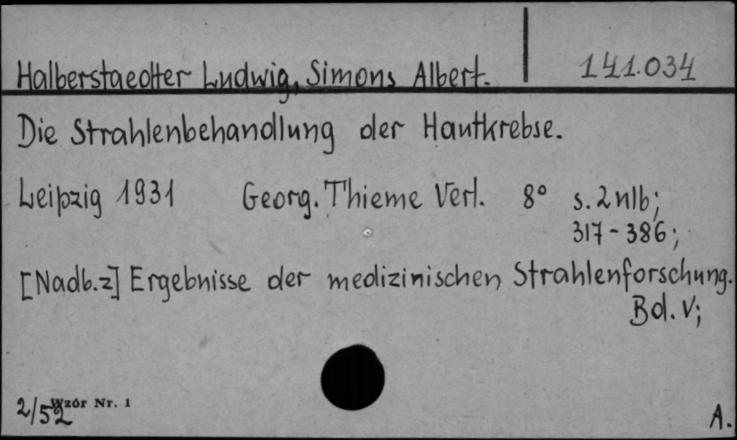 Halberstaedter Ludwig, Simons Albert.
141.034
Die Strahlenbehandlung der Hautkrebse.
Leipzig 1931 Georg. Thieme Verl. 8° s. 2 nlb;
317-386;
[Nadb. z] Ergebnisse der medizinischen Strahlenforschung.
Bd. V;
2/52 Wzór Nr. 1
A.